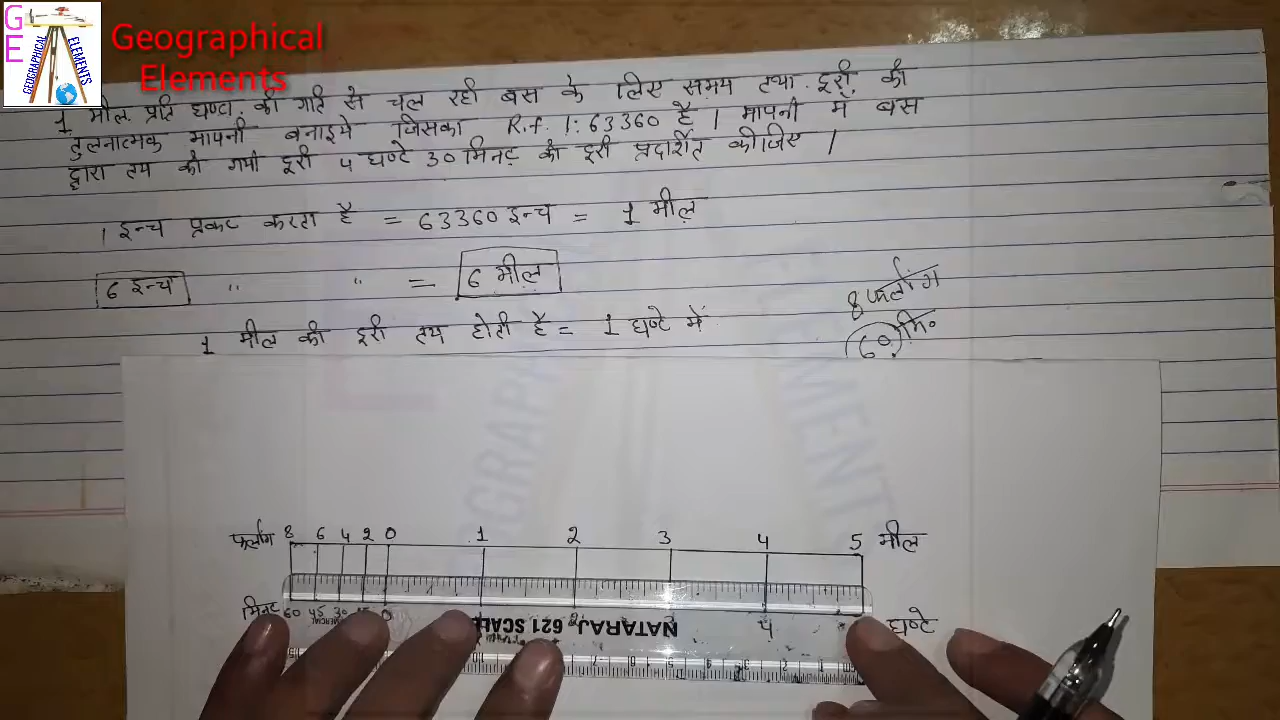 GE
GEOGRAPHICAL ELEMENTS
Geographical
Elements
1 मील प्रति घण्टा की गति से चल रही बस के लिए समय तथा दूरी की
तुलनात्मक मापनी बनाइये जिसका R.f. 1:63360 है | मापनी में बस
द्वारा तय की गयी दूरी 4 घण्टे 30 मिनट की दूरी प्रदर्शित कीजिए |
1 इन्च प्रकट करता है = 63360 इन्च = 1 मील
6 इन्च " " = 6 मील
8 फर्लांग
1 मील की दूरी तय होती है = 1 घण्टे में
60 मि०
फर्लांग 8 6 4 2 0 1 2 3 4 5 मील
मिनट 60 45 30 0 4 घण्टे
NATARAJ 621 SCALE